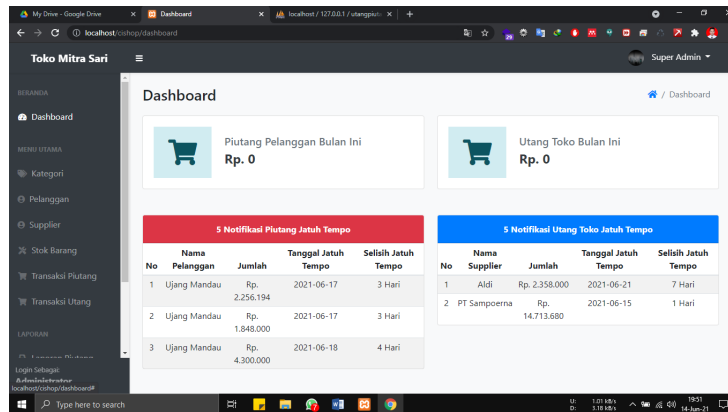 My Drive - Google Drive
Dashboard
localhost / 127.0.0.1 / utangpiut
localhost/cishop/dashboard
Toko Mitra Sari
Super Admin
BERANDA
Dashboard
MENU UTAMA
Kategori
Pelanggan
Supplier
Stok Barang
Transaksi Piutang
Transaksi Utang
LAPORAN
Laporan Piutang
Login Sebagai:
Administrator
localhost/cishop/dashboard#
Dashboard
/ Dashboard
Piutang Pelanggan Bulan Ini
Rp. 0
Utang Toko Bulan Ini
Rp. 0
5 Notifikasi Piutang Jatuh Tempo
No Nama Pelanggan Jumlah Tanggal Jatuh Tempo Selisih Jatuh Tempo
1 Ujang Mandau Rp. 2.256.194 2021-06-17 3 Hari
2 Ujang Mandau Rp. 1.848.000 2021-06-17 3 Hari
3 Ujang Mandau Rp. 4.300.000 2021-06-18 4 Hari
5 Notifikasi Utang Toko Jatuh Tempo
No Nama Supplier Jumlah Tanggal Jatuh Tempo Selisih Jatuh Tempo
1 Aldi Rp. 2.358.000 2021-06-21 7 Hari
2 PT Sampoerna Rp. 14.713.680 2021-06-15 1 Hari
Type here to search
U: 1.01 kB/s
D: 3.18 kB/s
19:51
14-Jun-21